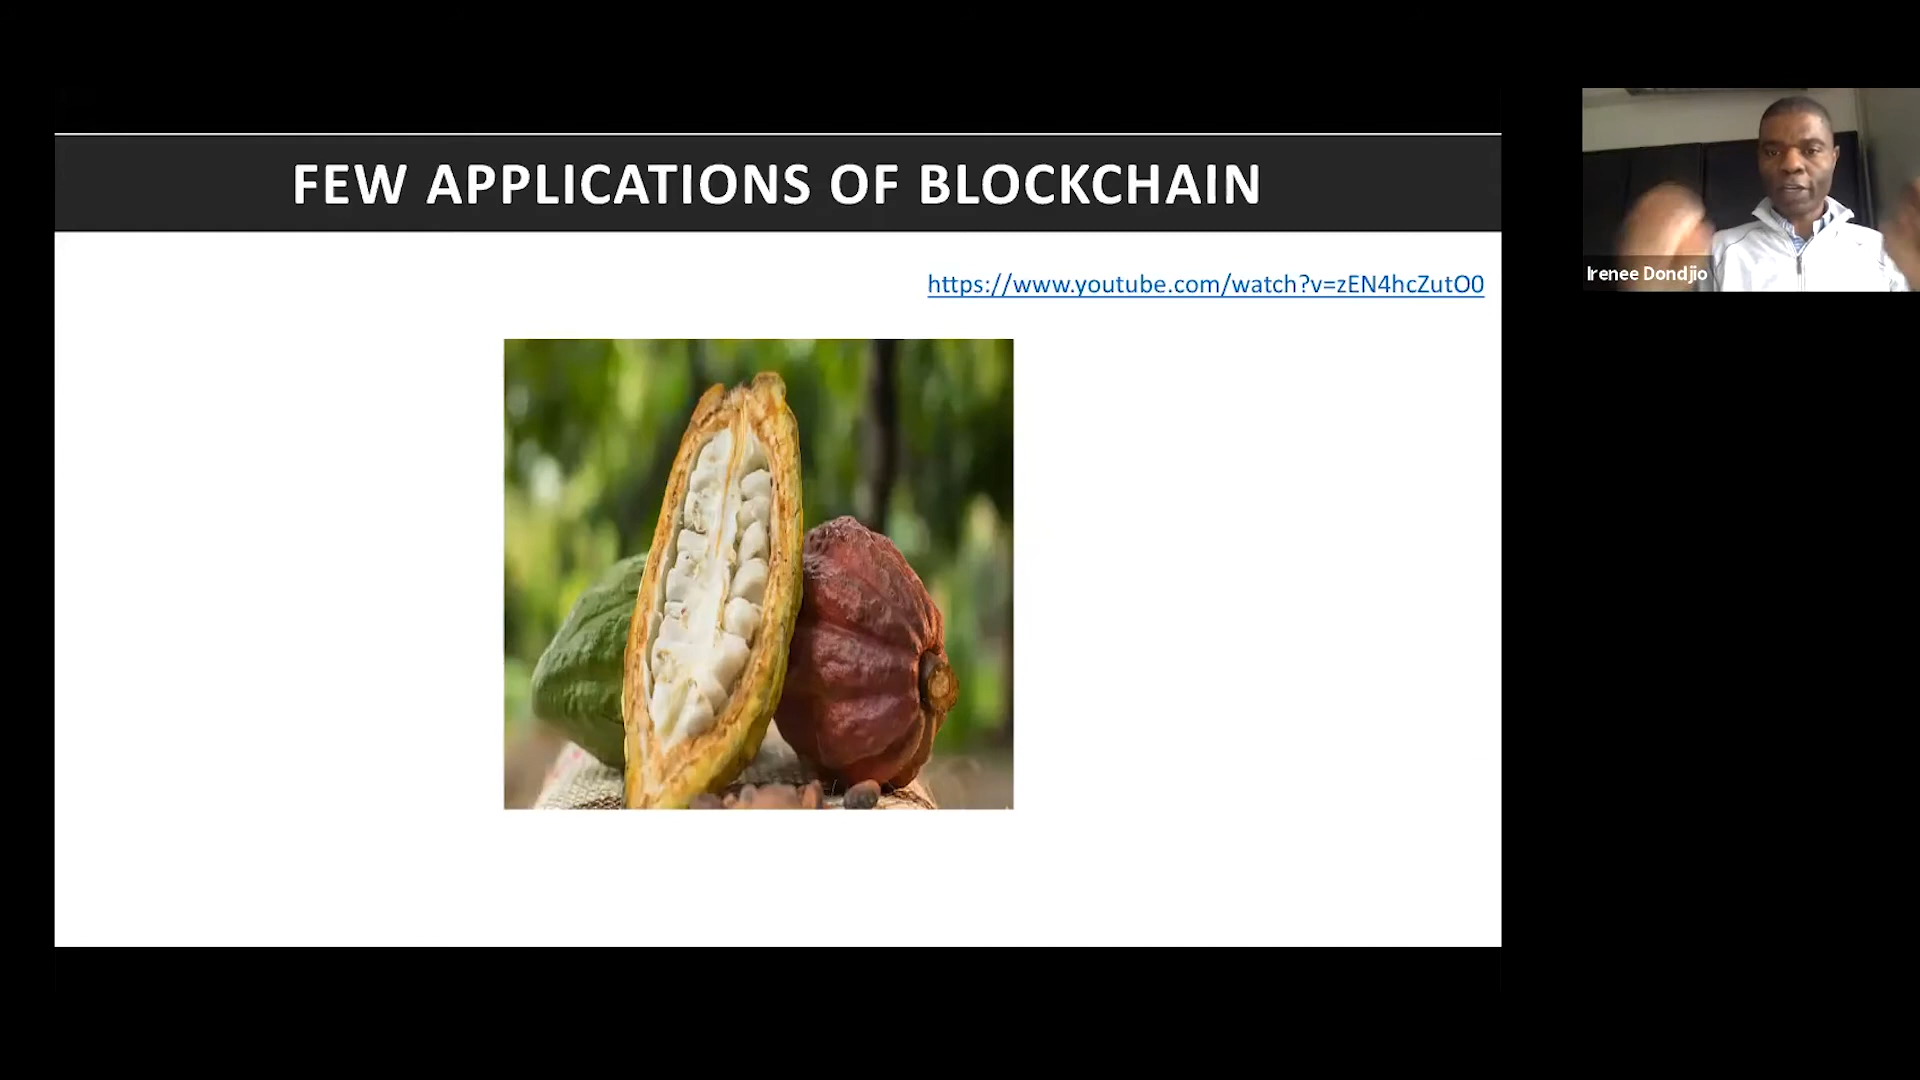 FEW APPLICATIONS OF BLOCKCHAIN
https://www.youtube.com/watch?v=zEN4hcZutO0
Irenee Dondjio